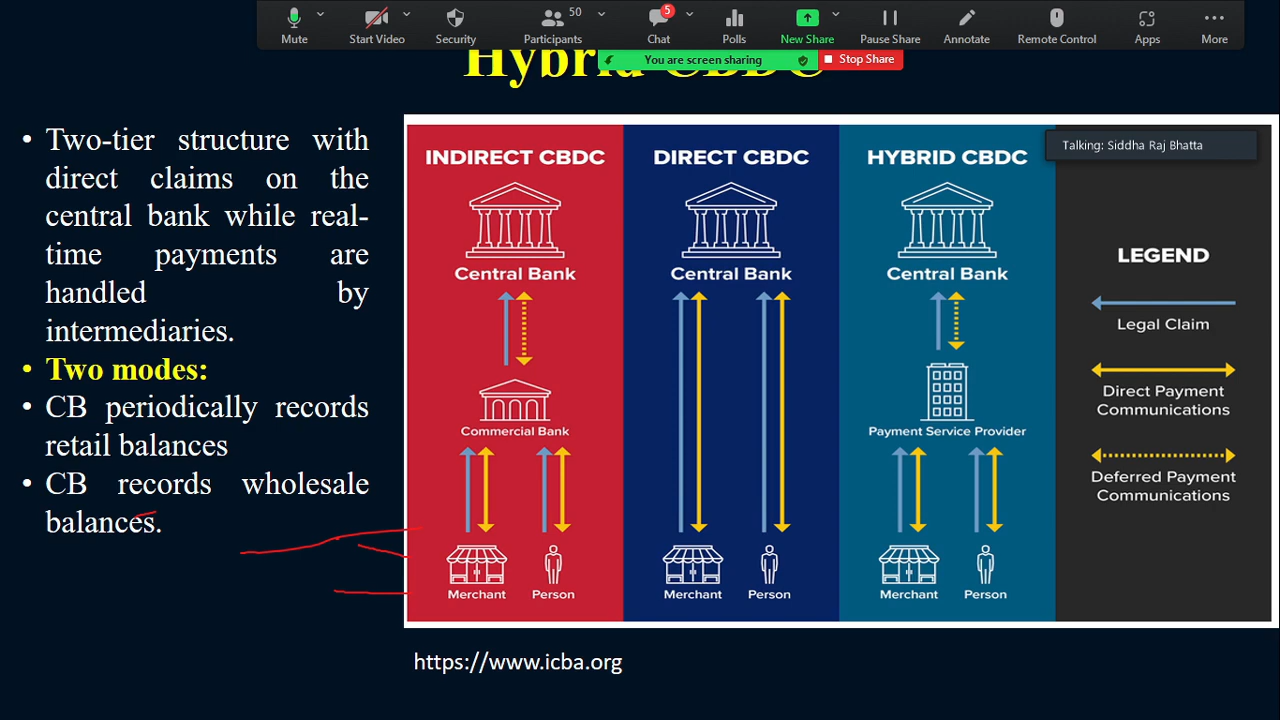 Mute
Start Video
Security
50
Participants
5
Chat
Polls
New Share
Pause Share
Annotate
Remote Control
Apps
More
You are screen sharing
Stop Share
Hybrid CBDC
Talking: Siddha Raj Bhatta
• Two-tier structure with
direct claims on the
central bank while real-
time payments are
handled by
intermediaries.
• Two modes:
• CB periodically records
retail balances
• CB records wholesale
balances.
INDIRECT CBDC
Central Bank
Commercial Bank
Merchant
Person
DIRECT CBDC
Central Bank
Merchant
Person
HYBRID CBDC
Central Bank
Payment Service Provider
Merchant
Person
LEGEND
Legal Claim
Direct Payment
Communications
Deferred Payment
Communications
https://www.icba.org